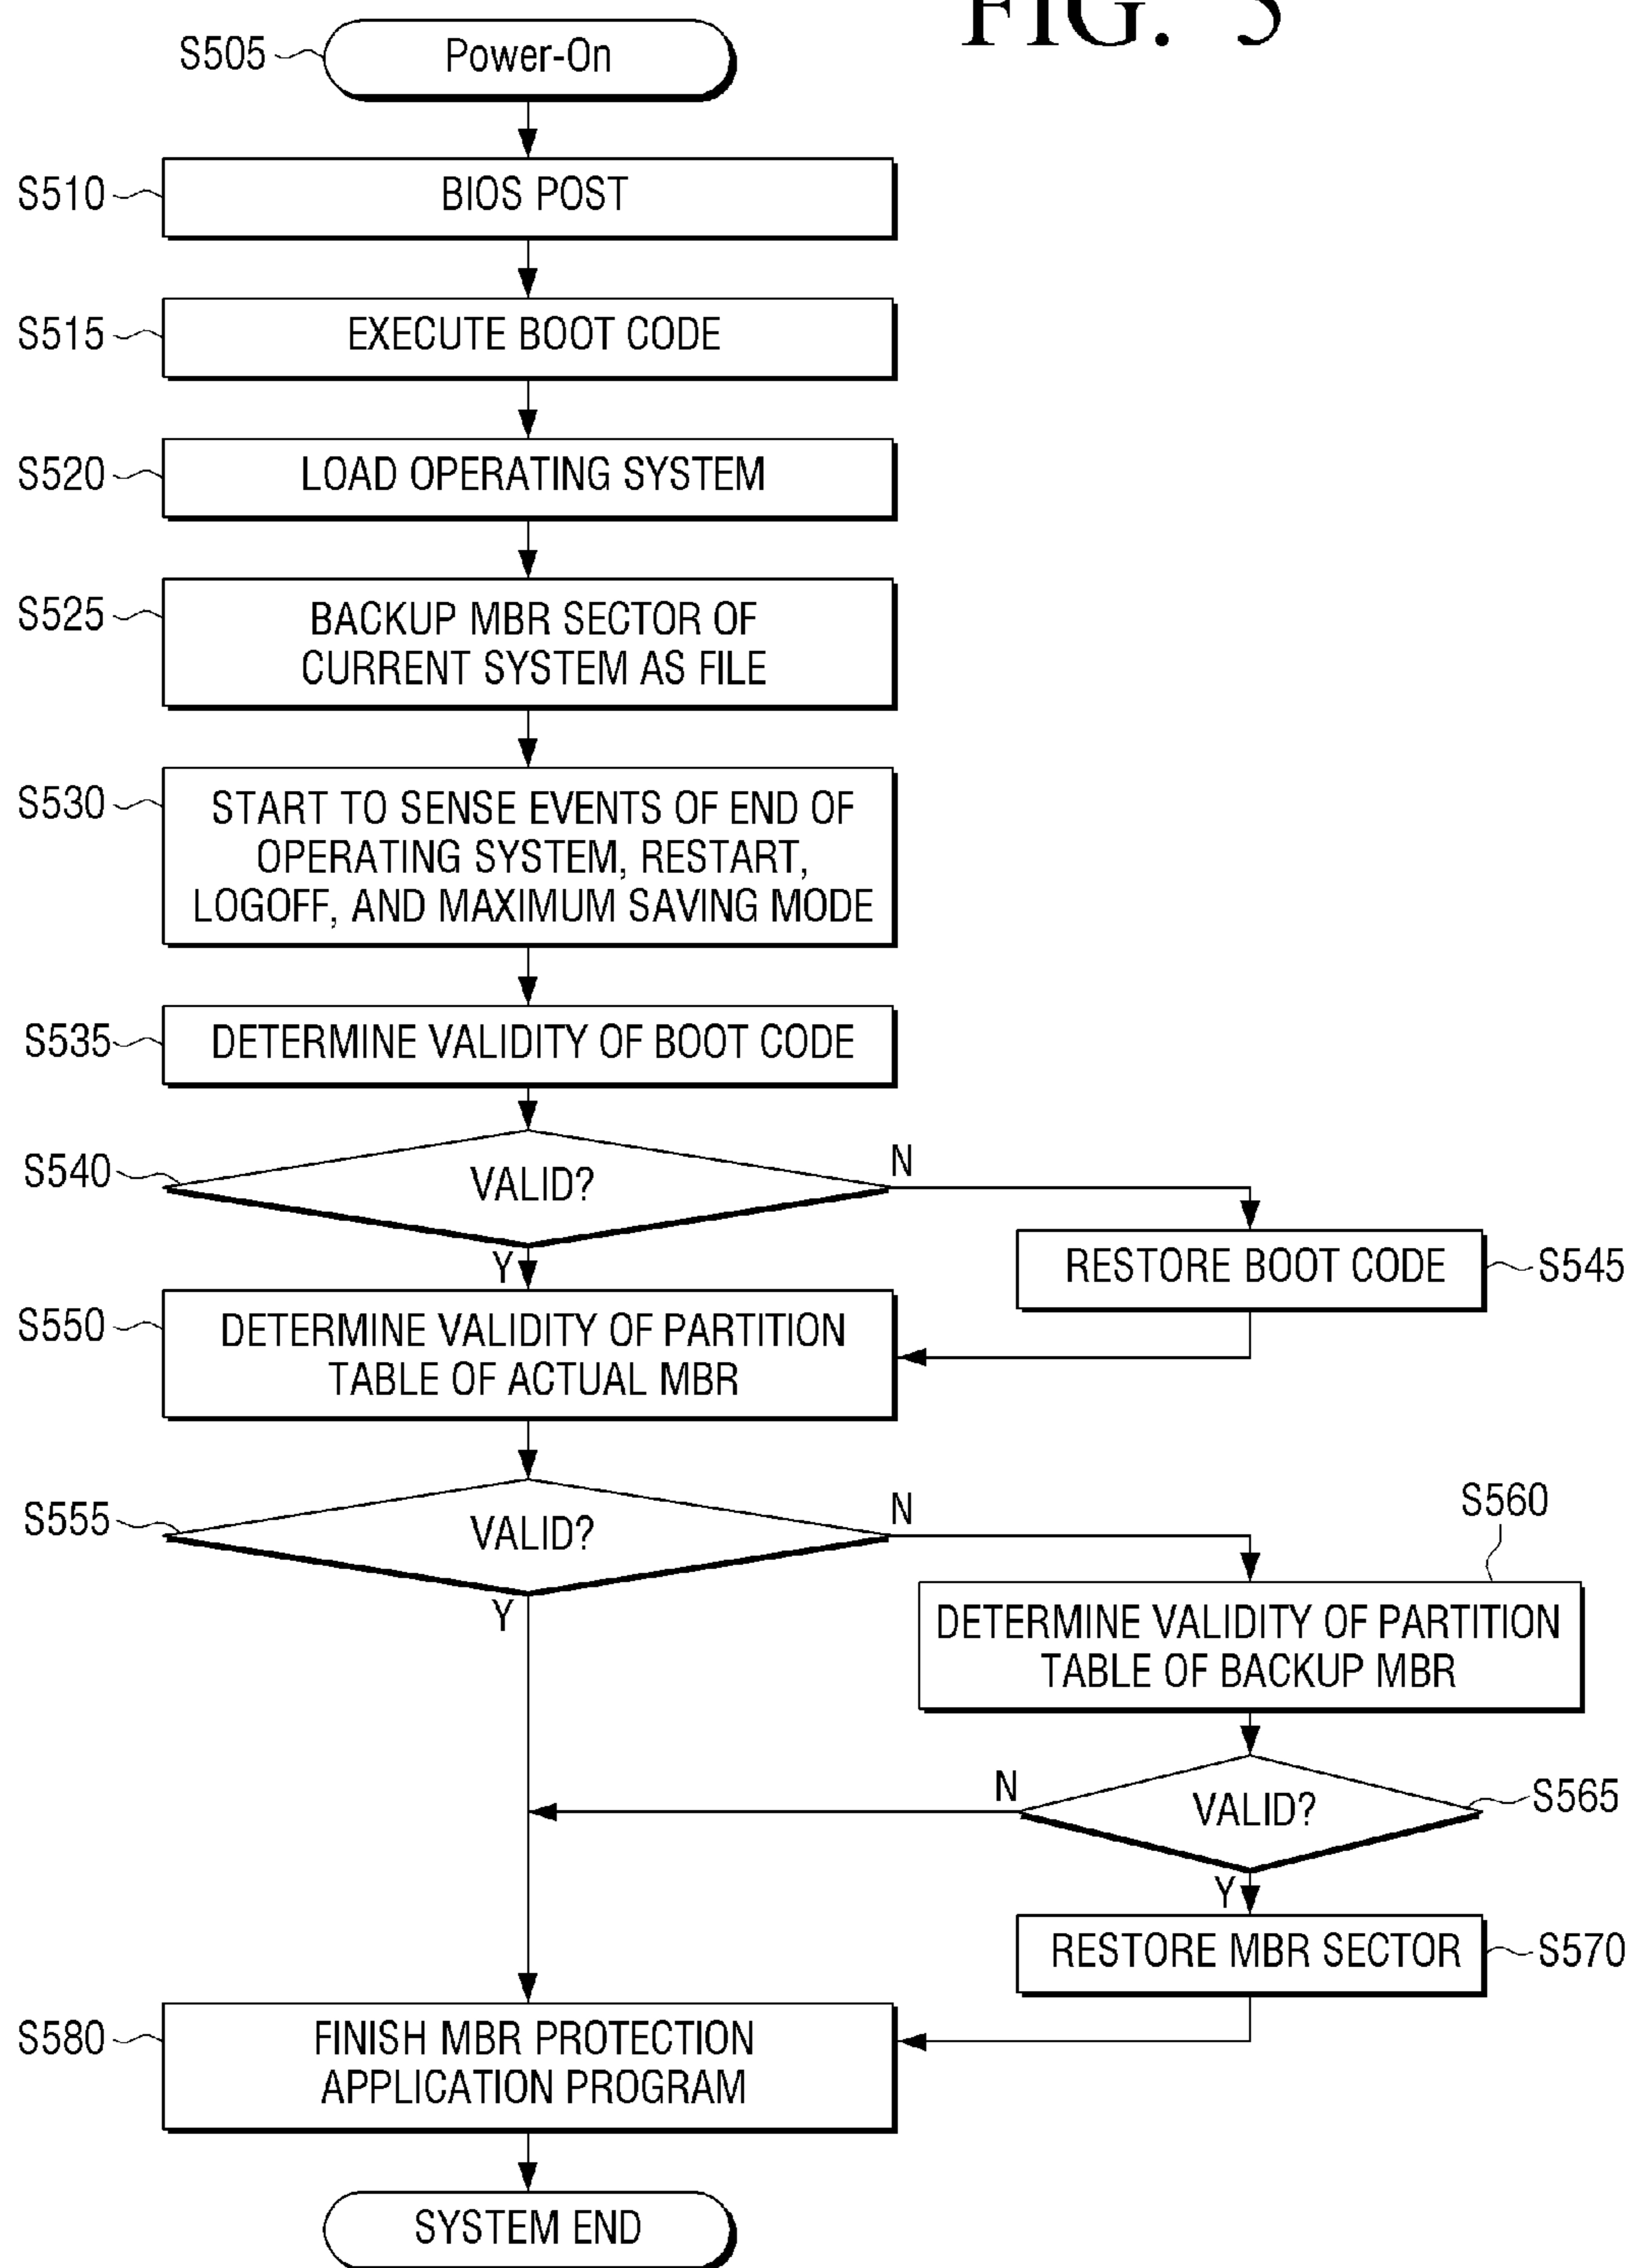 FIG. 5
S505
Power-On
S510
BIOS POST
S515
EXECUTE BOOT CODE
S520
LOAD OPERATING SYSTEM
S525
BACKUP MBR SECTOR OF
CURRENT SYSTEM AS FILE
S530
START TO SENSE EVENTS OF END OF
OPERATING SYSTEM, RESTART,
LOGOFF, AND MAXIMUM SAVING MODE
S535
DETERMINE VALIDITY OF BOOT CODE
S540
VALID?
N
Y
RESTORE BOOT CODE
S545
S550
DETERMINE VALIDITY OF PARTITION
TABLE OF ACTUAL MBR
S555
VALID?
N
Y
S560
DETERMINE VALIDITY OF PARTITION
TABLE OF BACKUP MBR
N
VALID?
S565
Y
RESTORE MBR SECTOR
S570
S580
FINISH MBR PROTECTION
APPLICATION PROGRAM
SYSTEM END